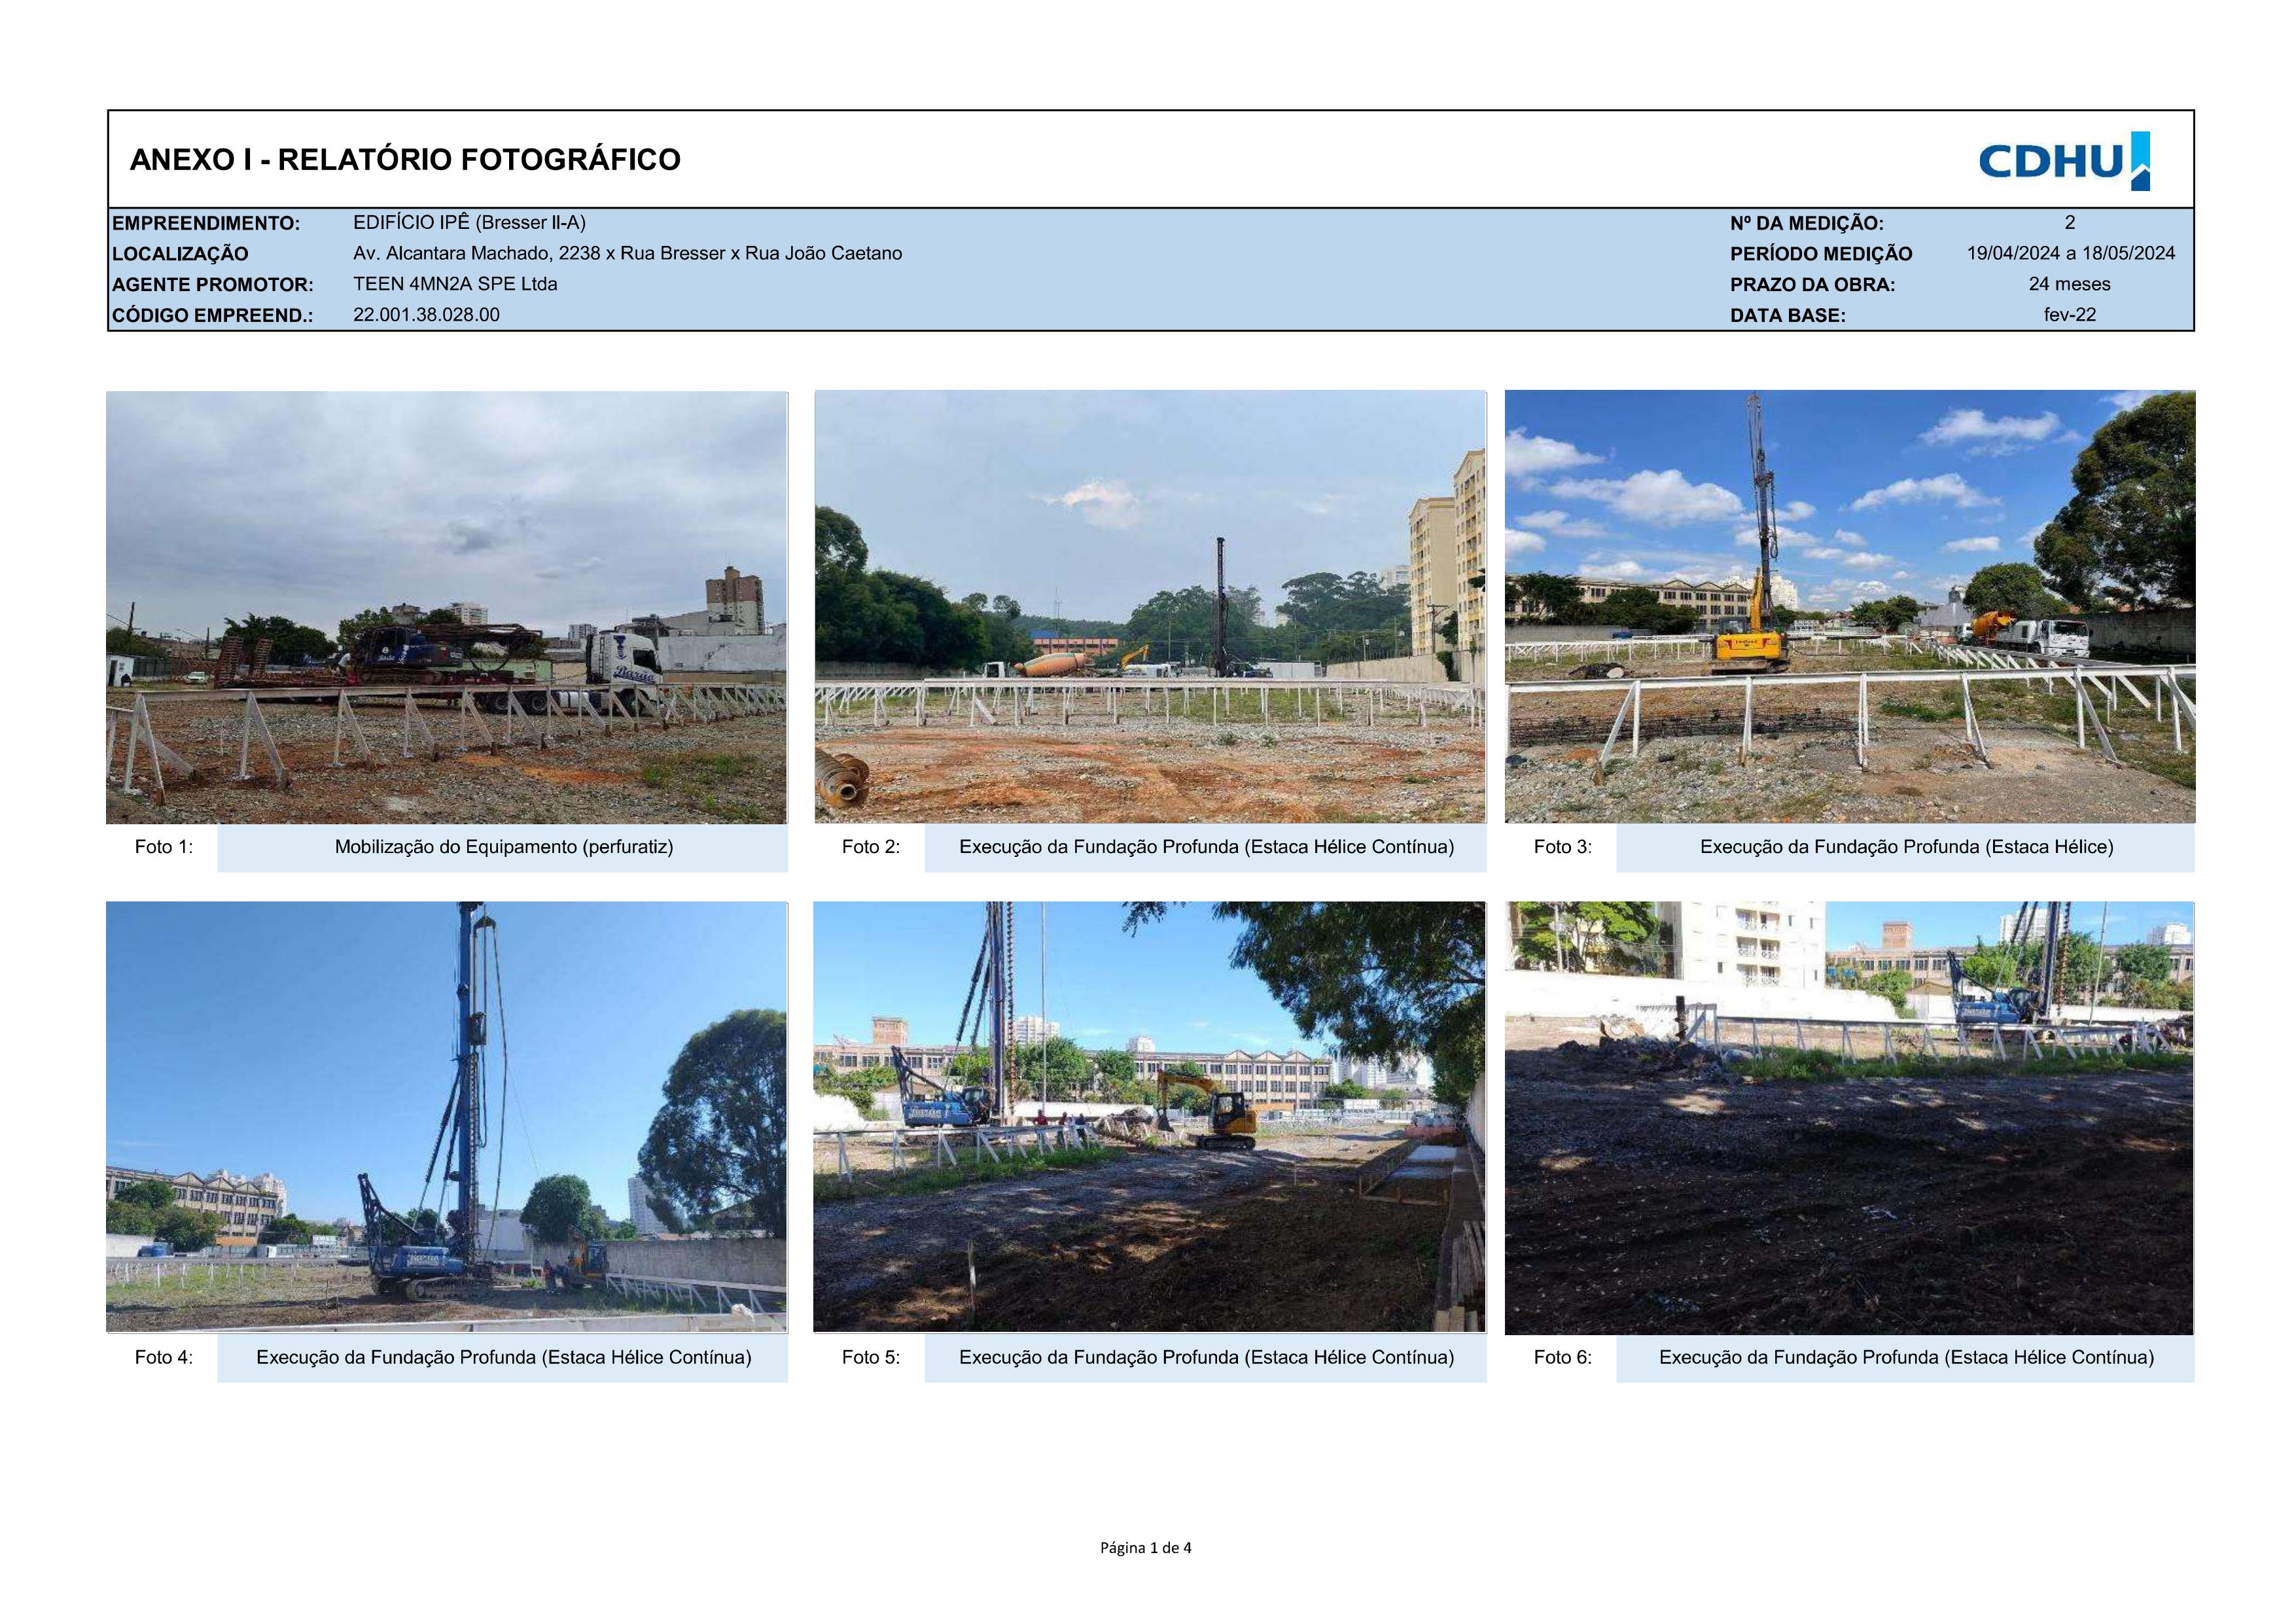 ANEXO I - RELATÓRIO FOTOGRÁFICO
CDHU
EMPREENDIMENTO: EDIFÍCIO IPÊ (Bresser II-A) Nº DA MEDIÇÃO: 2
LOCALIZAÇÃO Av. Alcantara Machado, 2238 x Rua Bresser x Rua João Caetano PERÍODO MEDIÇÃO 19/04/2024 a 18/05/2024
AGENTE PROMOTOR: TEEN 4MN2A SPE Ltda PRAZO DA OBRA: 24 meses
CÓDIGO EMPREEND.: 22.001.38.028.00 DATA BASE: fev-22
Foto 1: Mobilização do Equipamento (perfuratiz) Foto 2: Execução da Fundação Profunda (Estaca Hélice Contínua) Foto 3: Execução da Fundação Profunda (Estaca Hélice)
Foto 4: Execução da Fundação Profunda (Estaca Hélice Contínua) Foto 5: Execução da Fundação Profunda (Estaca Hélice Contínua) Foto 6: Execução da Fundação Profunda (Estaca Hélice Contínua)
Página 1 de 4